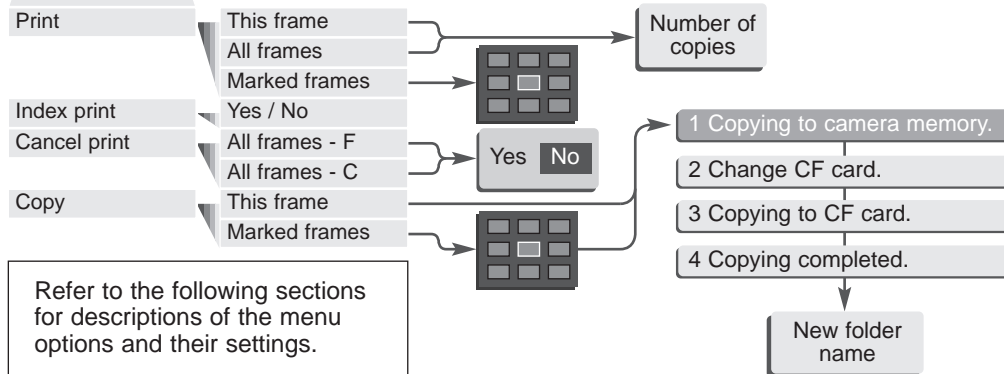 Print
This frame
All frames
Marked frames
Number of
copies
Index print
Yes / No
Cancel print
All frames - F
All frames - C
Yes No
Copy
This frame
Marked frames
1 Copying to camera memory.
2 Change CF card.
3 Copying to CF card.
4 Copying completed.
New folder
name
Refer to the following sections
for descriptions of the menu
options and their settings.